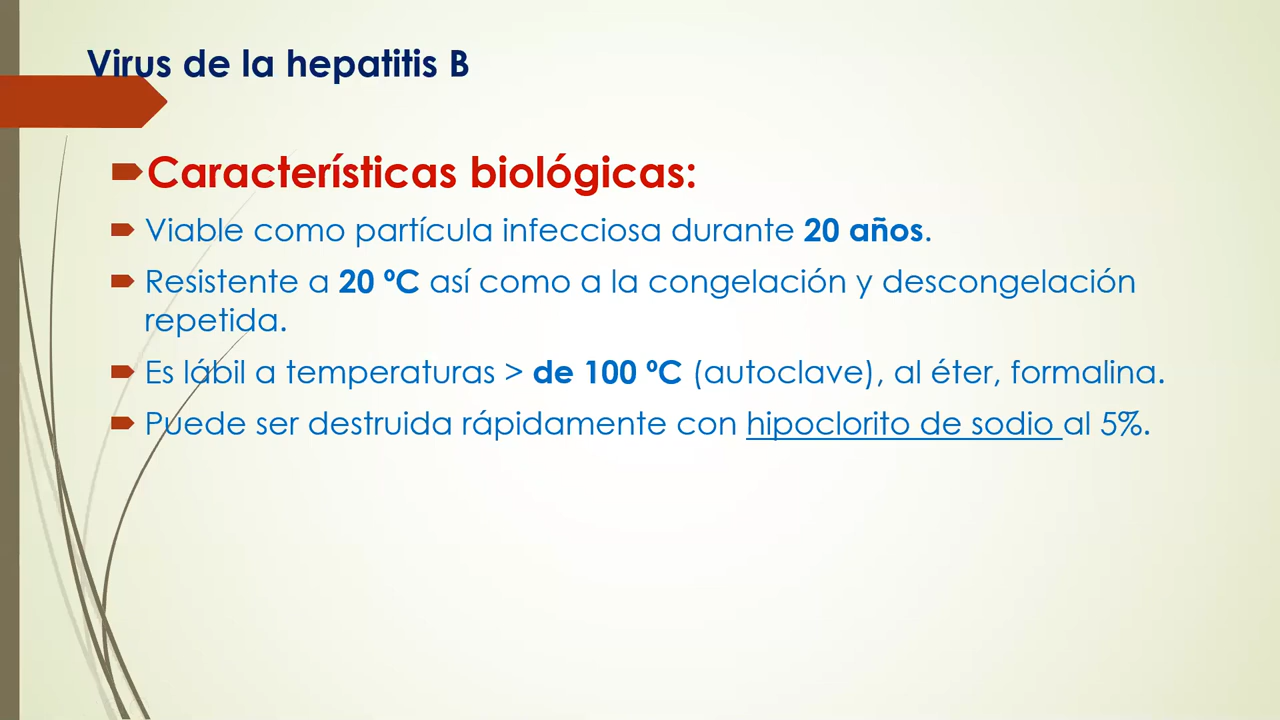 Virus de la hepatitis B
Características biológicas:
Viable como partícula infecciosa durante 20 años.
Resistente a 20 ºC así como a la congelación y descongelación
repetida.
Es lábil a temperaturas > de 100 ºC (autoclave), al éter, formalina.
Puede ser destruida rápidamente con hipoclorito de sodio al 5%.